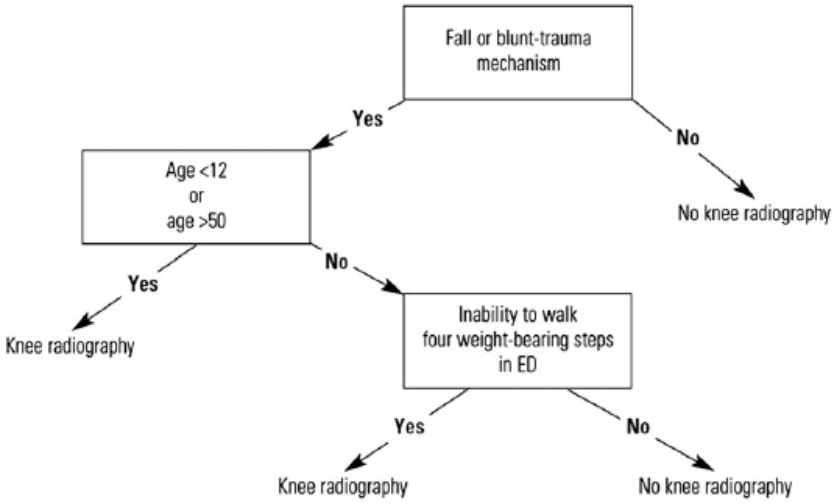 Fall or blunt-trauma
mechanism
Yes
No
Age <12
or
age >50
No knee radiography
Yes
No
Knee radiography
Inability to walk
four weight-bearing steps
in ED
Yes
No
Knee radiography
No knee radiography